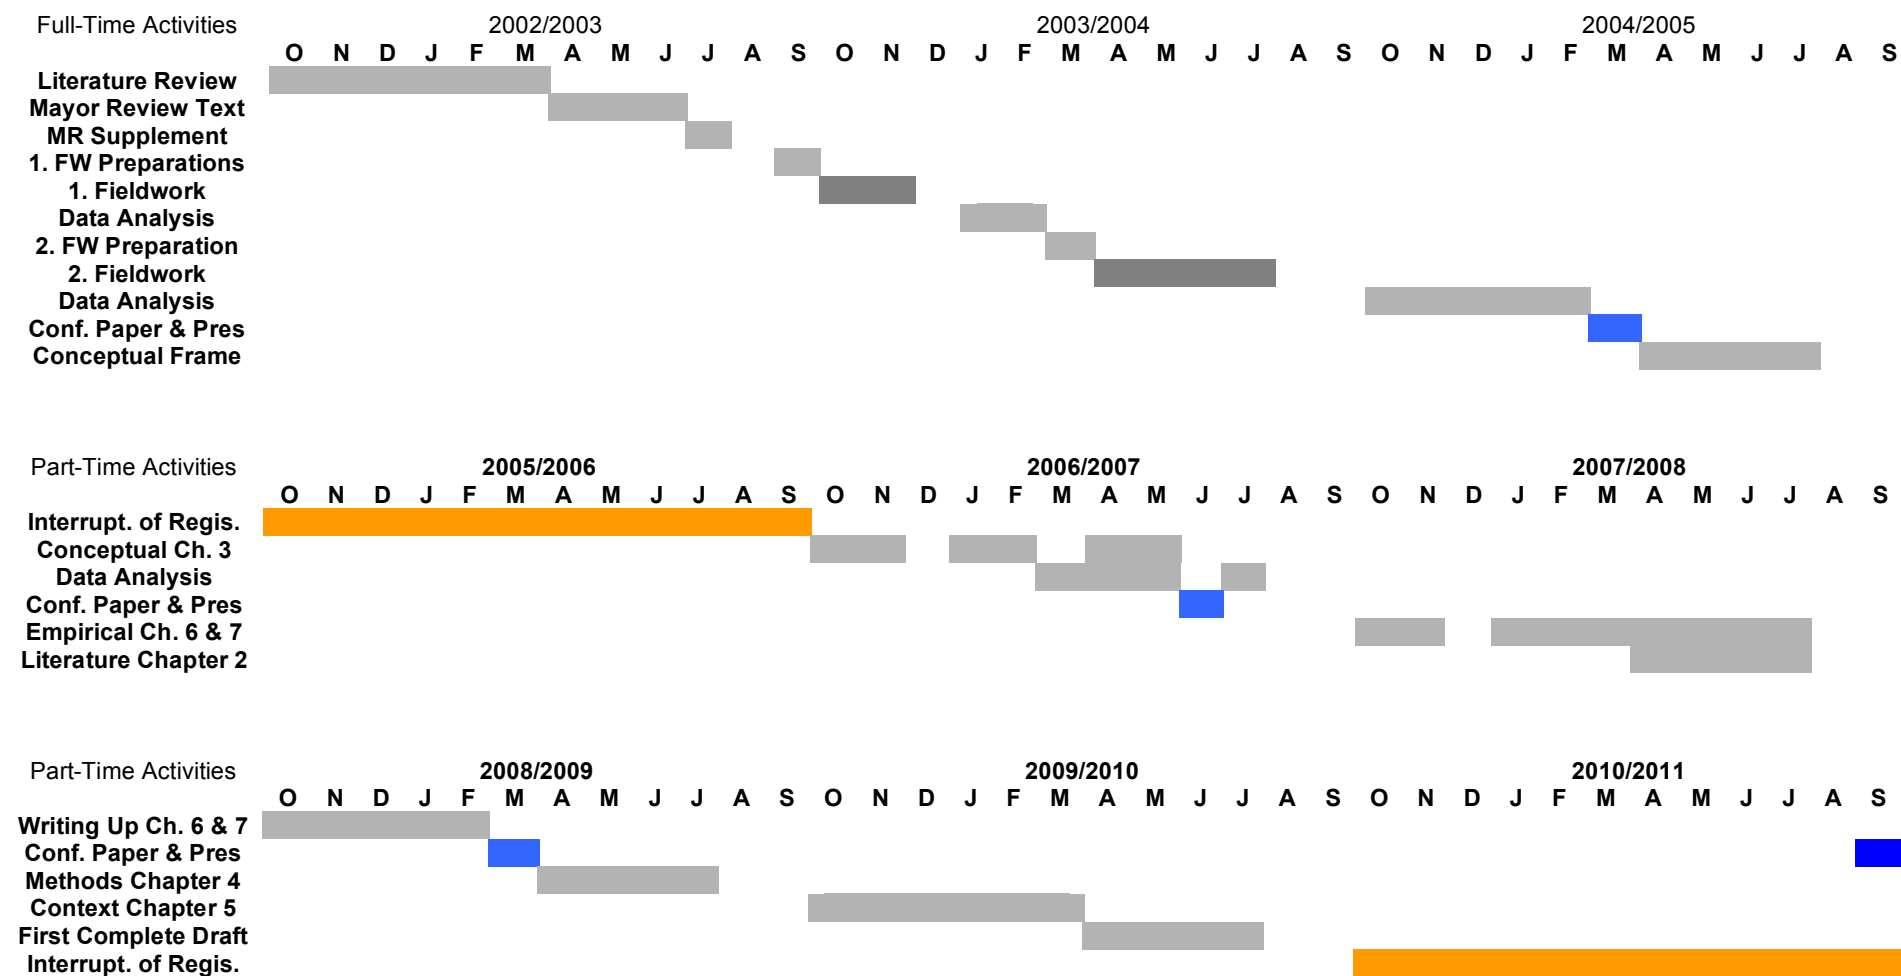 Full-Time Activities 2002/2003 2003/2004 2004/2005
O N D J F M A M J J A S O N D J F M A M J J A S O N D J F M A M J J A S
Literature Review
Mayor Review Text
MR Supplement
1. FW Preparations
1. Fieldwork
Data Analysis
2. FW Preparation
2. Fieldwork
Data Analysis
Conf. Paper & Pres
Conceptual Frame
Part-Time Activities 2005/2006 2006/2007 2007/2008
O N D J F M A M J J A S O N D J F M A M J J A S O N D J F M A M J J A S
Interrupt. of Regis.
Conceptual Ch. 3
Data Analysis
Conf. Paper & Pres
Empirical Ch. 6 & 7
Literature Chapter 2
Part-Time Activities 2008/2009 2009/2010 2010/2011
O N D J F M A M J J A S O N D J F M A M J J A S O N D J F M A M J J A S
Writing Up Ch. 6 & 7
Conf. Paper & Pres
Methods Chapter 4
Context Chapter 5
First Complete Draft
Interrupt. of Regis.